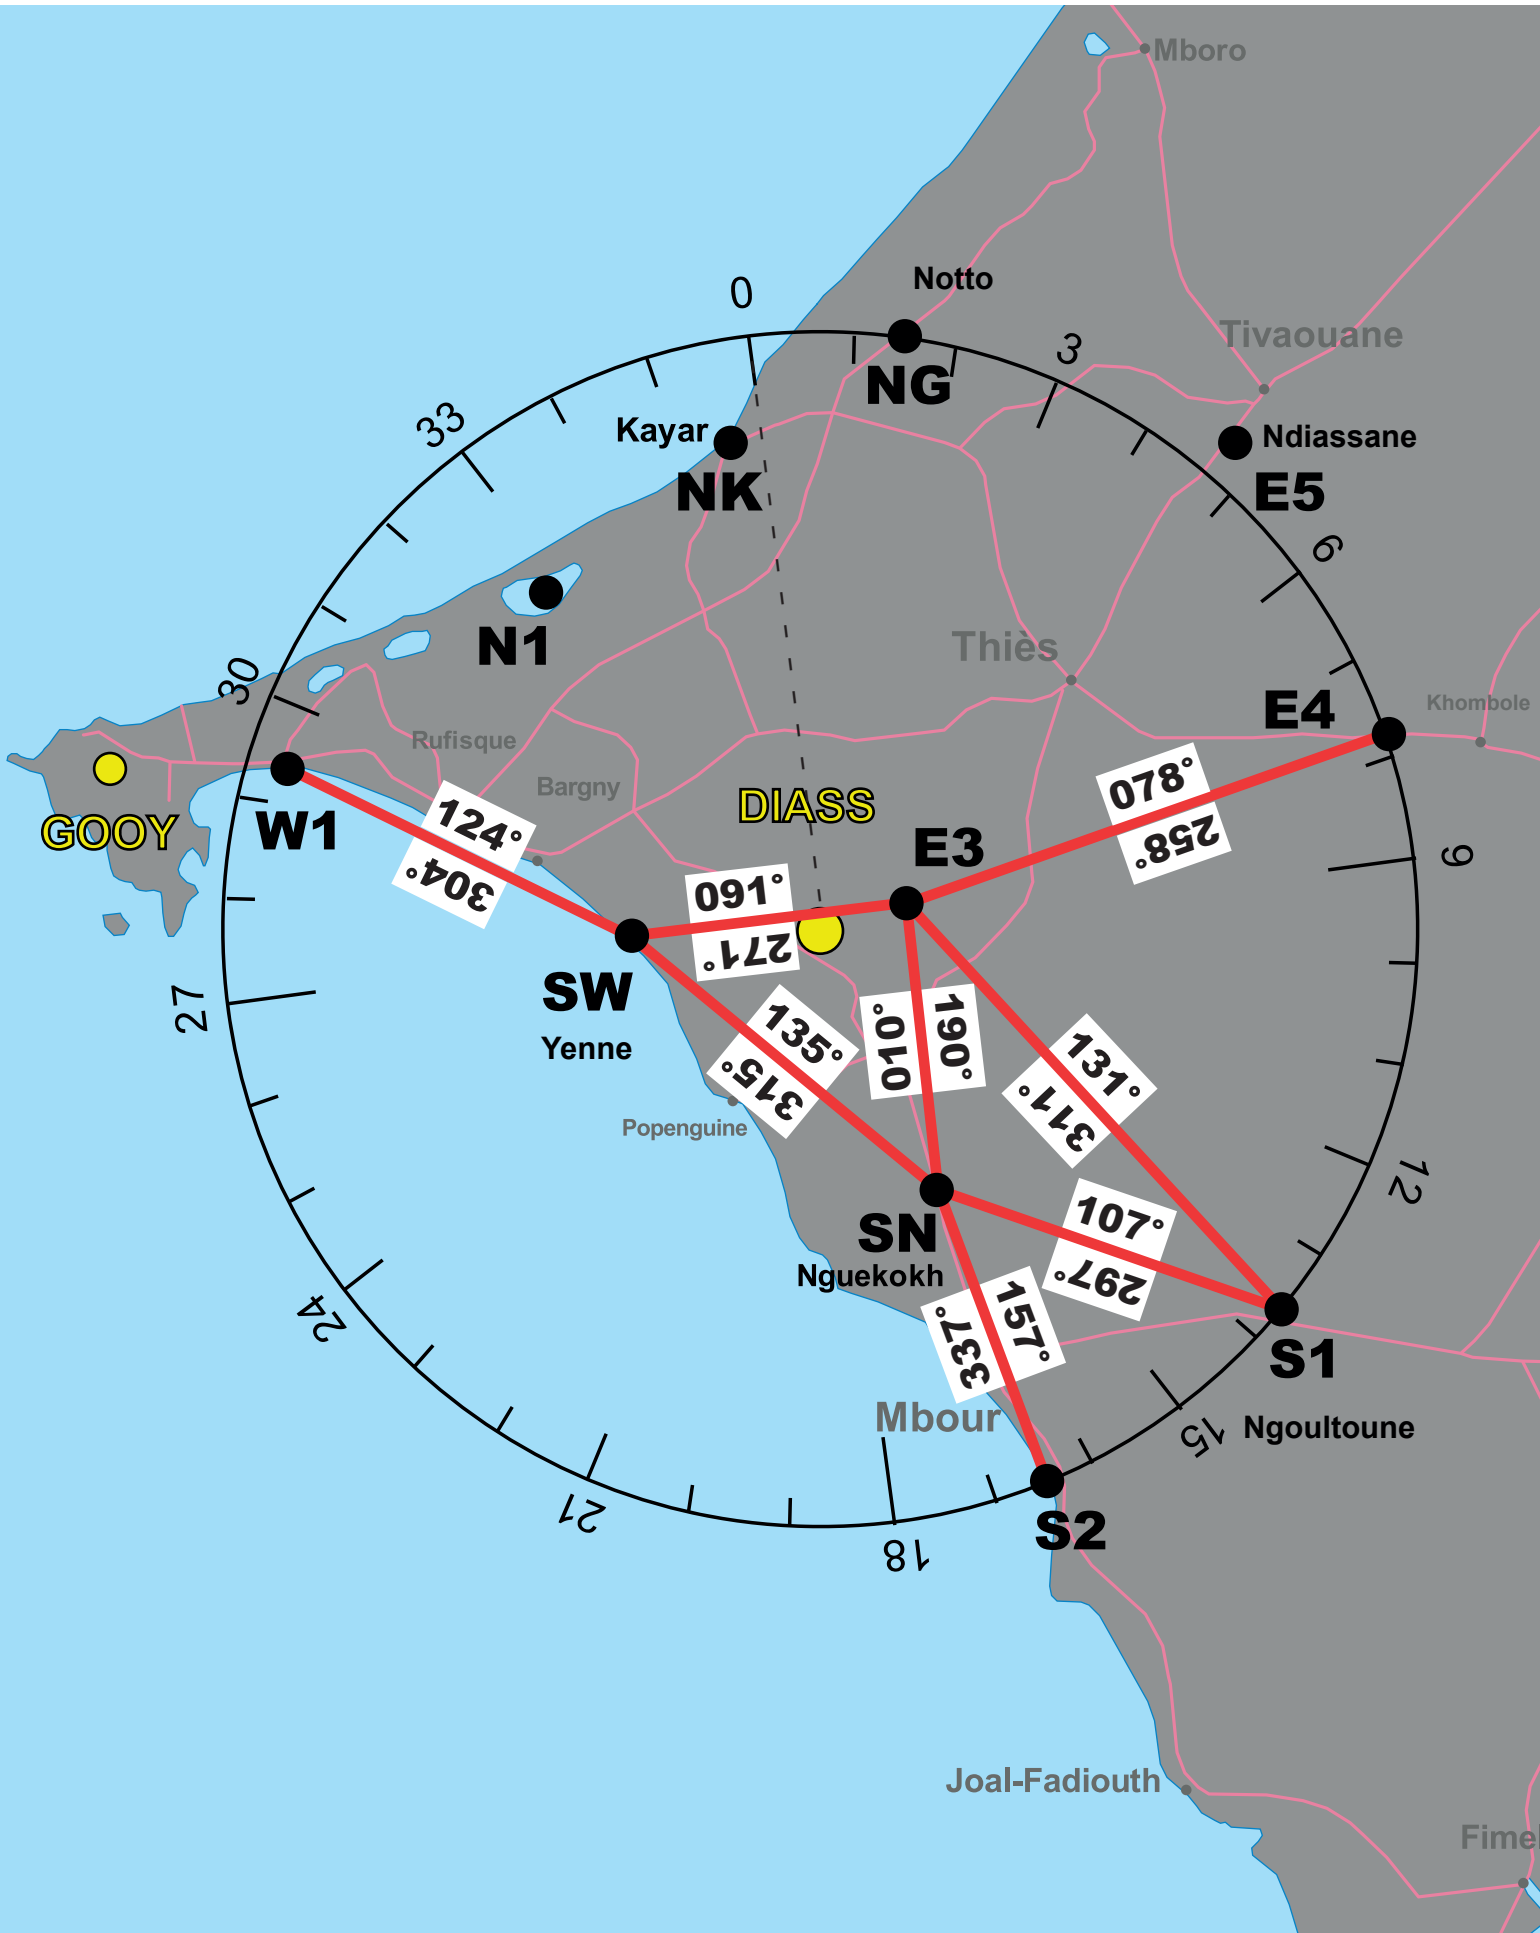 Mboro
Notto
0
Tivaouane
3
NG
33
Kayar
Ndiassane
NK
E5
6
N1
Thiès
30
E4
Khombole
Rufisque
078°
Bargny
DIASS
GOOY
W1
124°
258°
E3
9
304°
091°
271°
SW
27
135°
010°
190°
131°
Yenne
315°
311°
Popenguine
12
107°
SN
Nguekokh
297°
24
157°
337°
S1
Mbour
15
Ngoultoune
21
S2
18
Joal-Fadiouth
Fimel